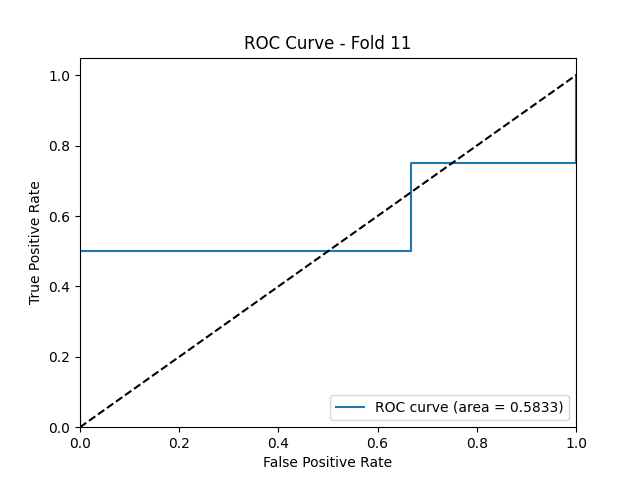 ROC Curve - Fold 11
1.0
0.8
0.6
0.4
0.2
0.0
True Positive Rate
ROC curve (area = 0.5833)
0.0 0.2 0.4 0.6 0.8 1.0
False Positive Rate